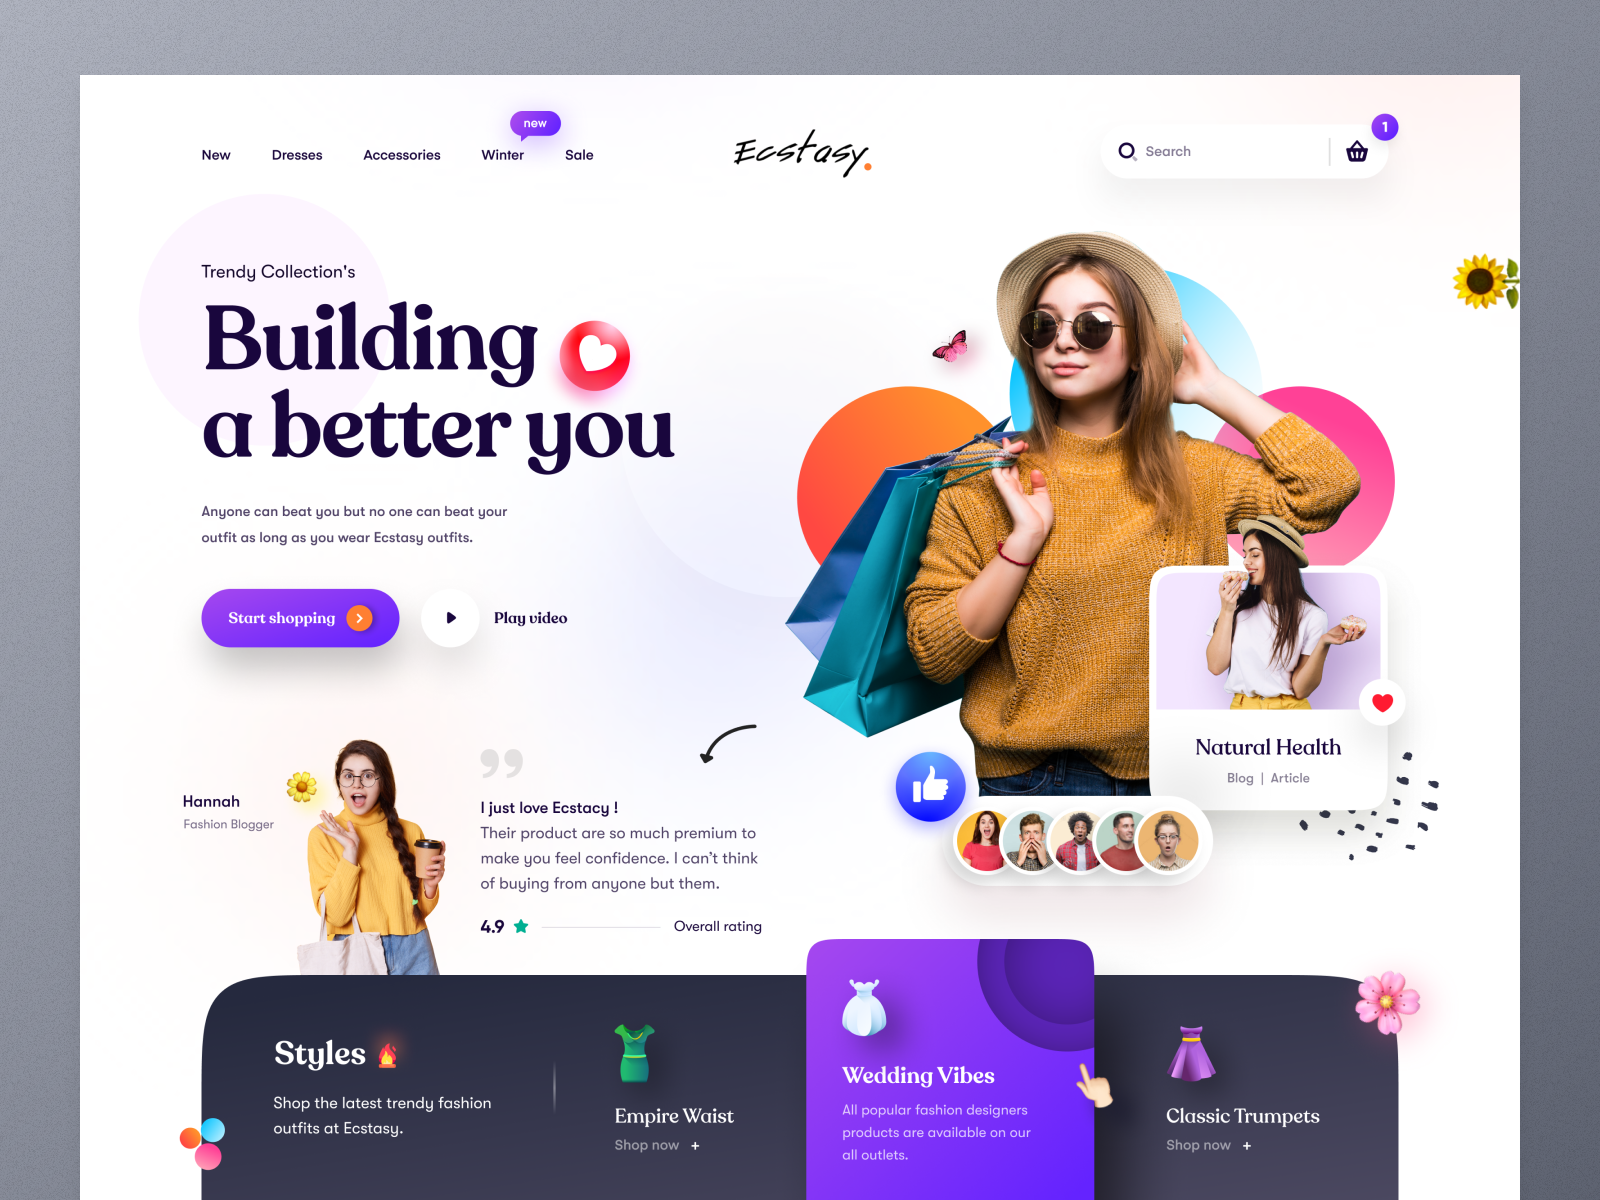 new
New
Dresses
Accessories
Winter
Sale
Ecstasy.
Search
1
Trendy Collection's
Building
a better you
Anyone can beat you but no one can beat your
outfit as long as you wear Ecstasy outfits.
Start shopping
Play video
Natural Health
Blog | Article
Hannah
Fashion Blogger
”
I just love Ecstacy !
Their product are so much premium to
make you feel confidence. I can’t think
of buying from anyone but them.
4.9
Overall rating
Styles
Shop the latest trendy fashion
outfits at Ecstasy.
Empire Waist
Shop now +
Wedding Vibes
All popular fashion designers
products are available on our
all outlets.
Classic Trumpets
Shop now +